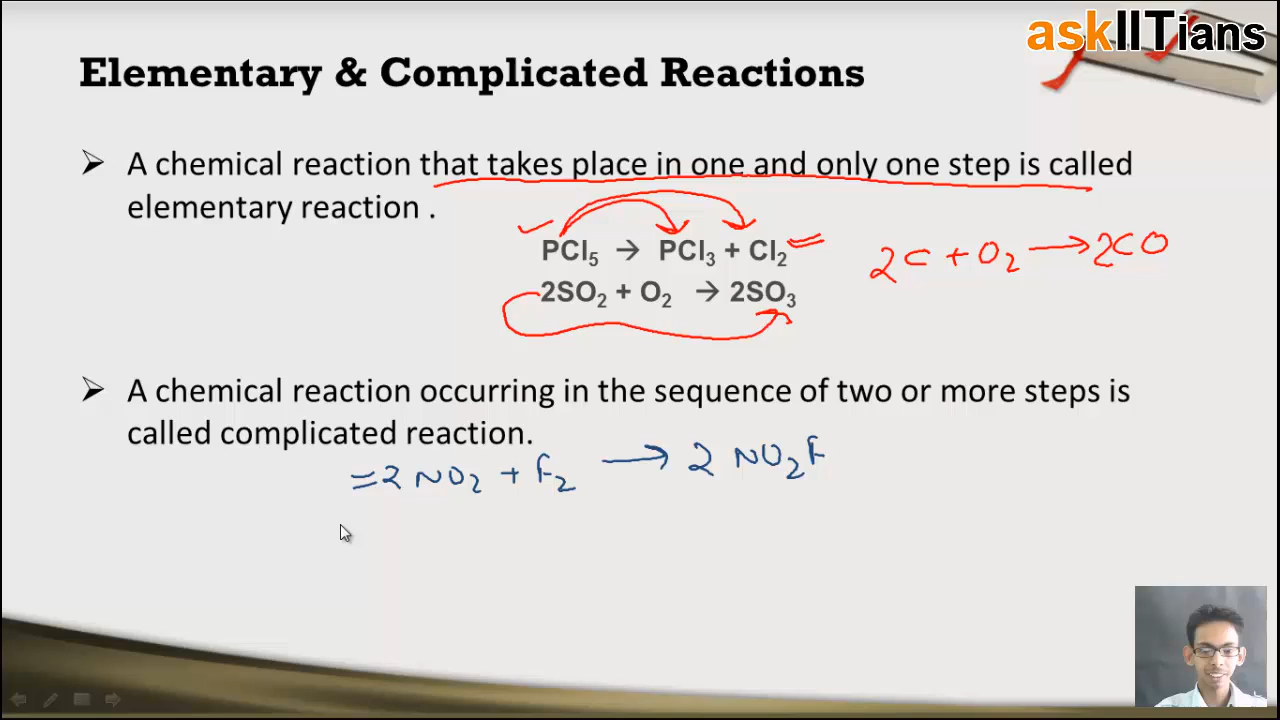 askIITians
Elementary & Complicated Reactions
➢ A chemical reaction that takes place in one and only one step is called
elementary reaction .
PCl₅ → PCl₃ + Cl₂
2C + O₂ → 2CO
2SO₂ + O₂ → 2SO₃
➢ A chemical reaction occurring in the sequence of two or more steps is
called complicated reaction.
=2 NO₂ + F₂ → 2 NO₂F